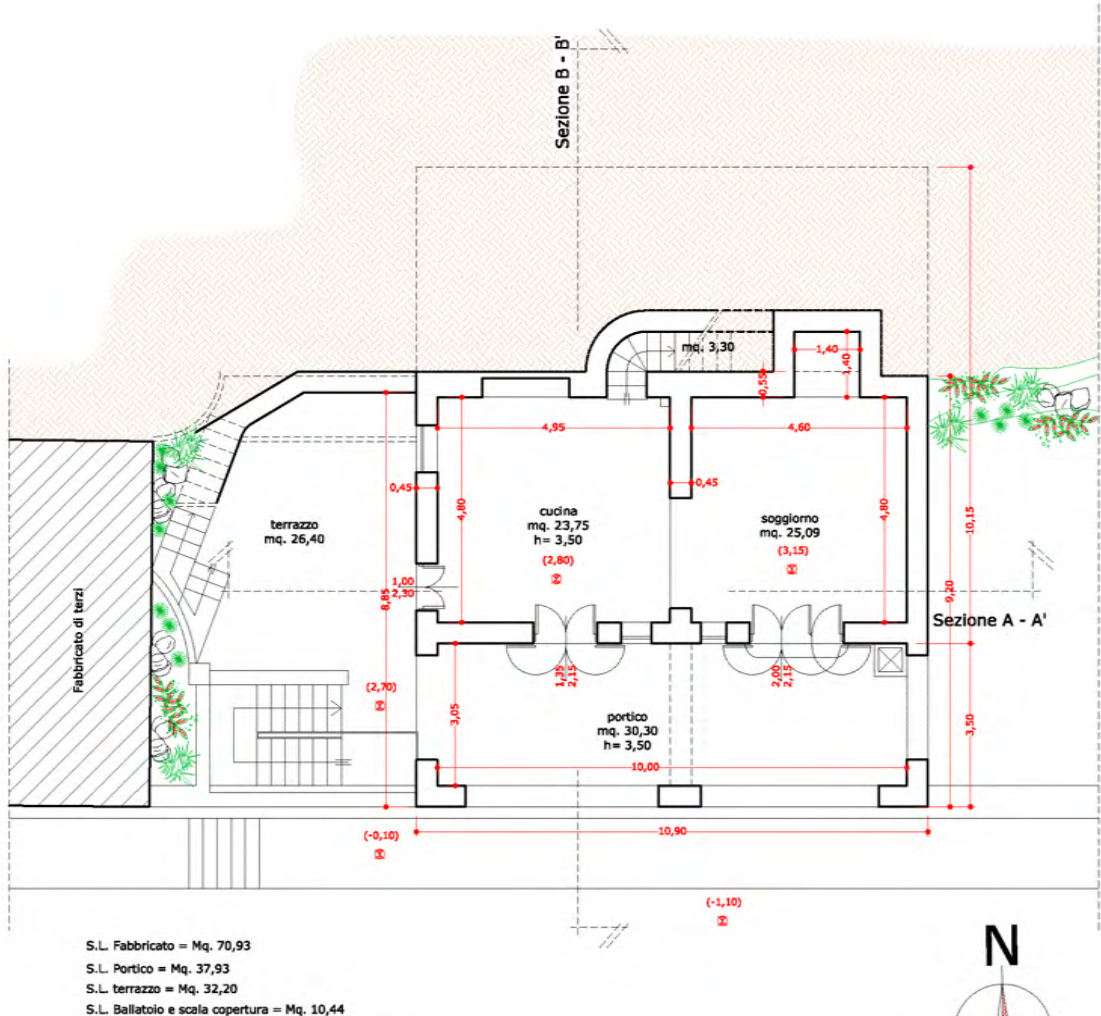 Sezione B - B'
mq. 3,30
1,40
1,40
0,55
4,95
4,60
0,45
0,45
4,80
4,80
10,15
terrazzo
mq. 26,40
cucina
mq. 23,75
h= 3,50
(2,80)
soggiorno
mq. 25,09
(3,15)
1,00
2,30
8,85
9,20
Sezione A - A'
Fabbricato di terzi
1,35
2,15
2,00
2,15
(2,70)
3,05
portico
mq. 30,30
h= 3,50
3,50
10,00
10,90
(-0,10)
(-1,10)
S.L. Fabbricato = Mq. 70,93
S.L. Portico = Mq. 37,93
S.L. terrazzo = Mq. 32,20
S.L. Ballatoio e scala copertura = Mq. 10,44
N